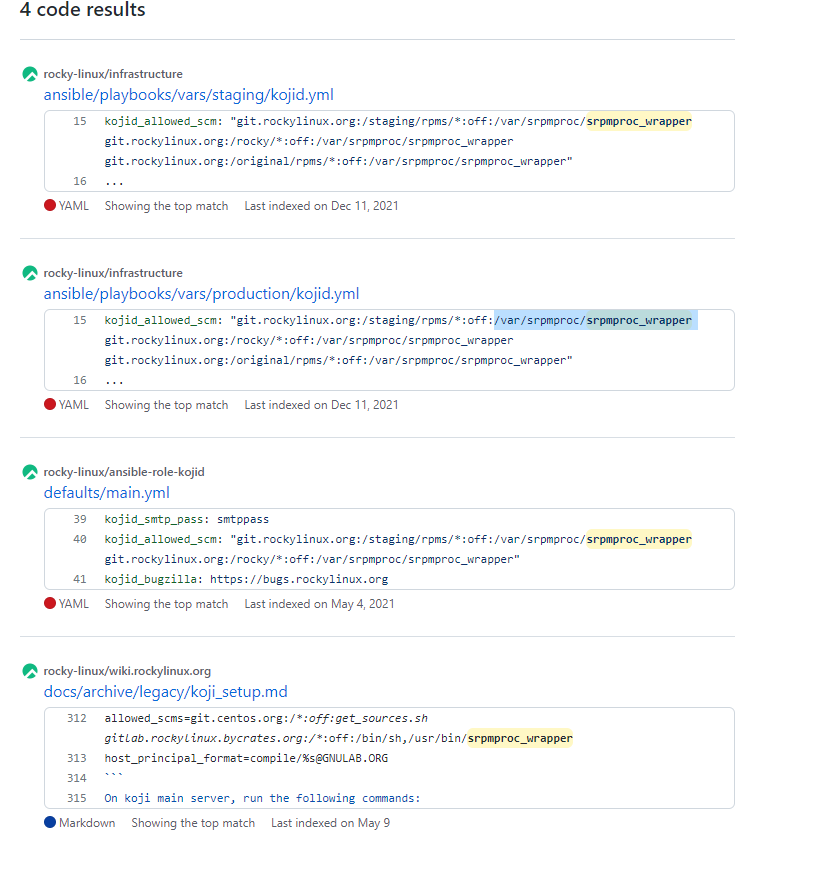 4 code results
rocky-linux/infrastructure
ansible/playbooks/vars/staging/kojid.yml
15 kojid_allowed_scm: "git.rockylinux.org:/staging/rpms/*:off:/var/srpmproc/srpmproc_wrapper
git.rockylinux.org:/rocky/*:off:/var/srpmproc/srpmproc_wrapper
git.rockylinux.org:/original/rpms/*:off:/var/srpmproc/srpmproc_wrapper"
16 ...
YAML Showing the top match Last indexed on Dec 11, 2021
rocky-linux/infrastructure
ansible/playbooks/vars/production/kojid.yml
15 kojid_allowed_scm: "git.rockylinux.org:/staging/rpms/*:off:/var/srpmproc/srpmproc_wrapper
git.rockylinux.org:/rocky/*:off:/var/srpmproc/srpmproc_wrapper
git.rockylinux.org:/original/rpms/*:off:/var/srpmproc/srpmproc_wrapper"
16 ...
YAML Showing the top match Last indexed on Dec 11, 2021
rocky-linux/ansible-role-kojid
defaults/main.yml
39 kojid_smtp_pass: smtppass
40 kojid_allowed_scm: "git.rockylinux.org:/staging/rpms/*:off:/var/srpmproc/srpmproc_wrapper
git.rockylinux.org:/rocky/*:off:/var/srpmproc/srpmproc_wrapper"
41 kojid_bugzilla: https://bugs.rockylinux.org
YAML Showing the top match Last indexed on May 4, 2021
rocky-linux/wiki.rockylinux.org
docs/archive/legacy/koji_setup.md
312 allowed_scms=git.centos.org:/*:off:get_sources.sh
gitlab.rockylinux.bycrates.org:/*:off:/bin/sh,/usr/bin/srpmproc_wrapper
313 host_principal_format=compile/%s@GNULAB.ORG
314 ```
315 On koji main server, run the following commands:
Markdown Showing the top match Last indexed on May 9